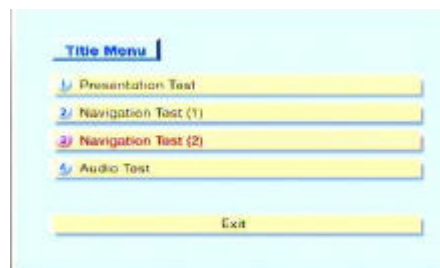 Title Menu
1 Presentation Test
2 Navigation Test (1)
3 Navigation Test (2)
4 Audio Test
Exit